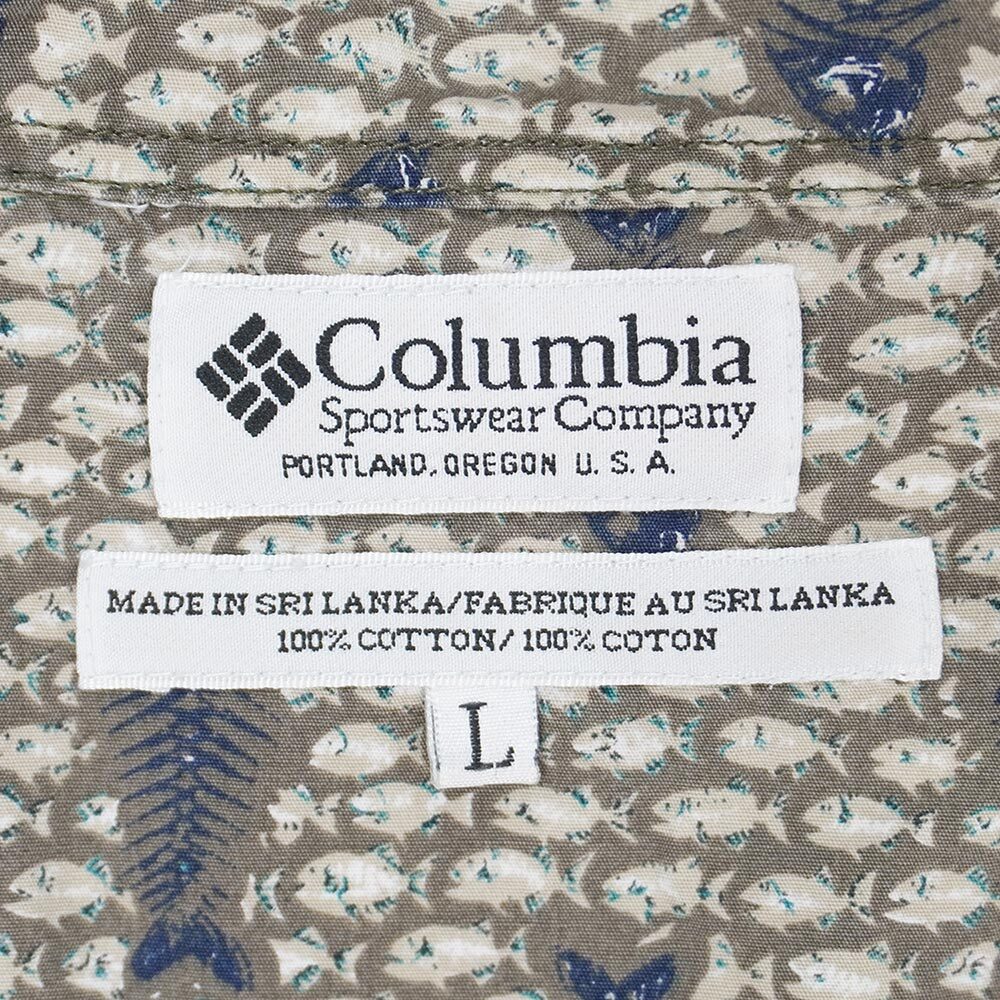 Columbia
Sportswear Company
PORTLAND, OREGON U. S. A.
MADE IN SRI LANKA/FABRIQUE AU SRI LANKA
100% COTTON/ 100% COTON
L